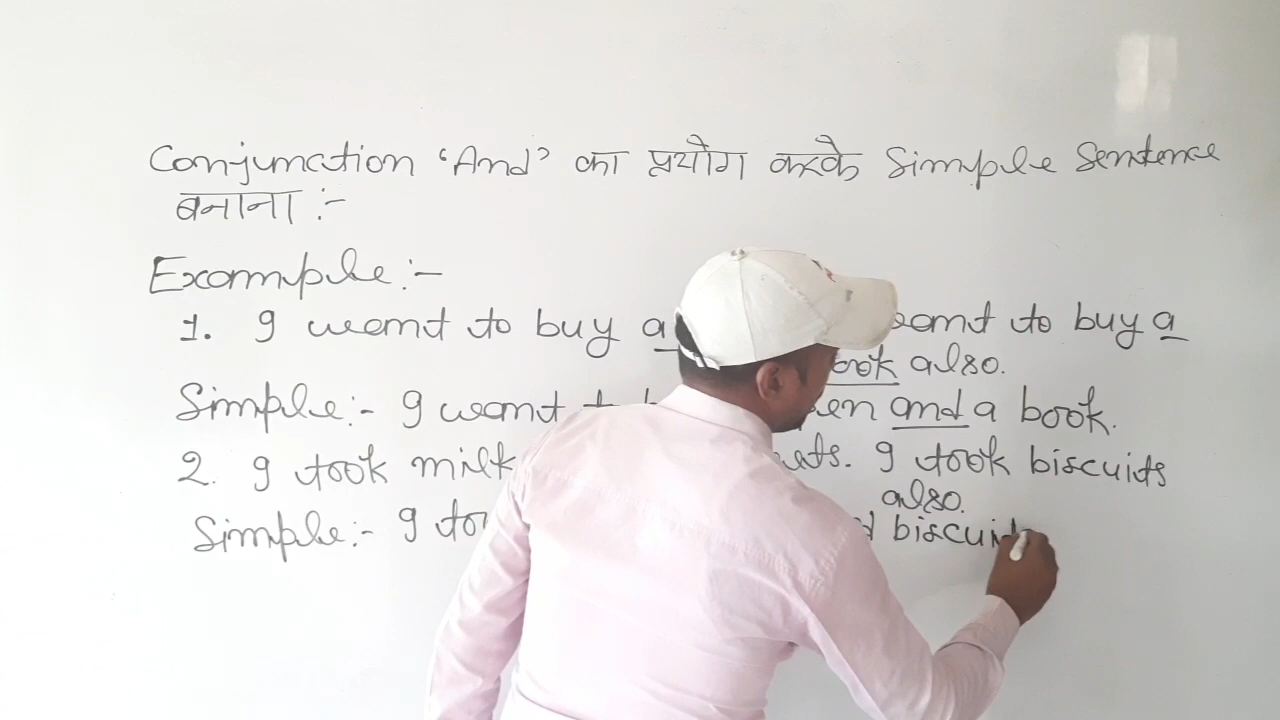 Conjunction 'And' का प्रयोग करके Simple Sentence
बनाना :-
Example :-
1. I want to buy a want to buy a
book also.
Simple :- I want pen and a book.
2. I took milk I took biscuits
also.
Simple :- I biscuits